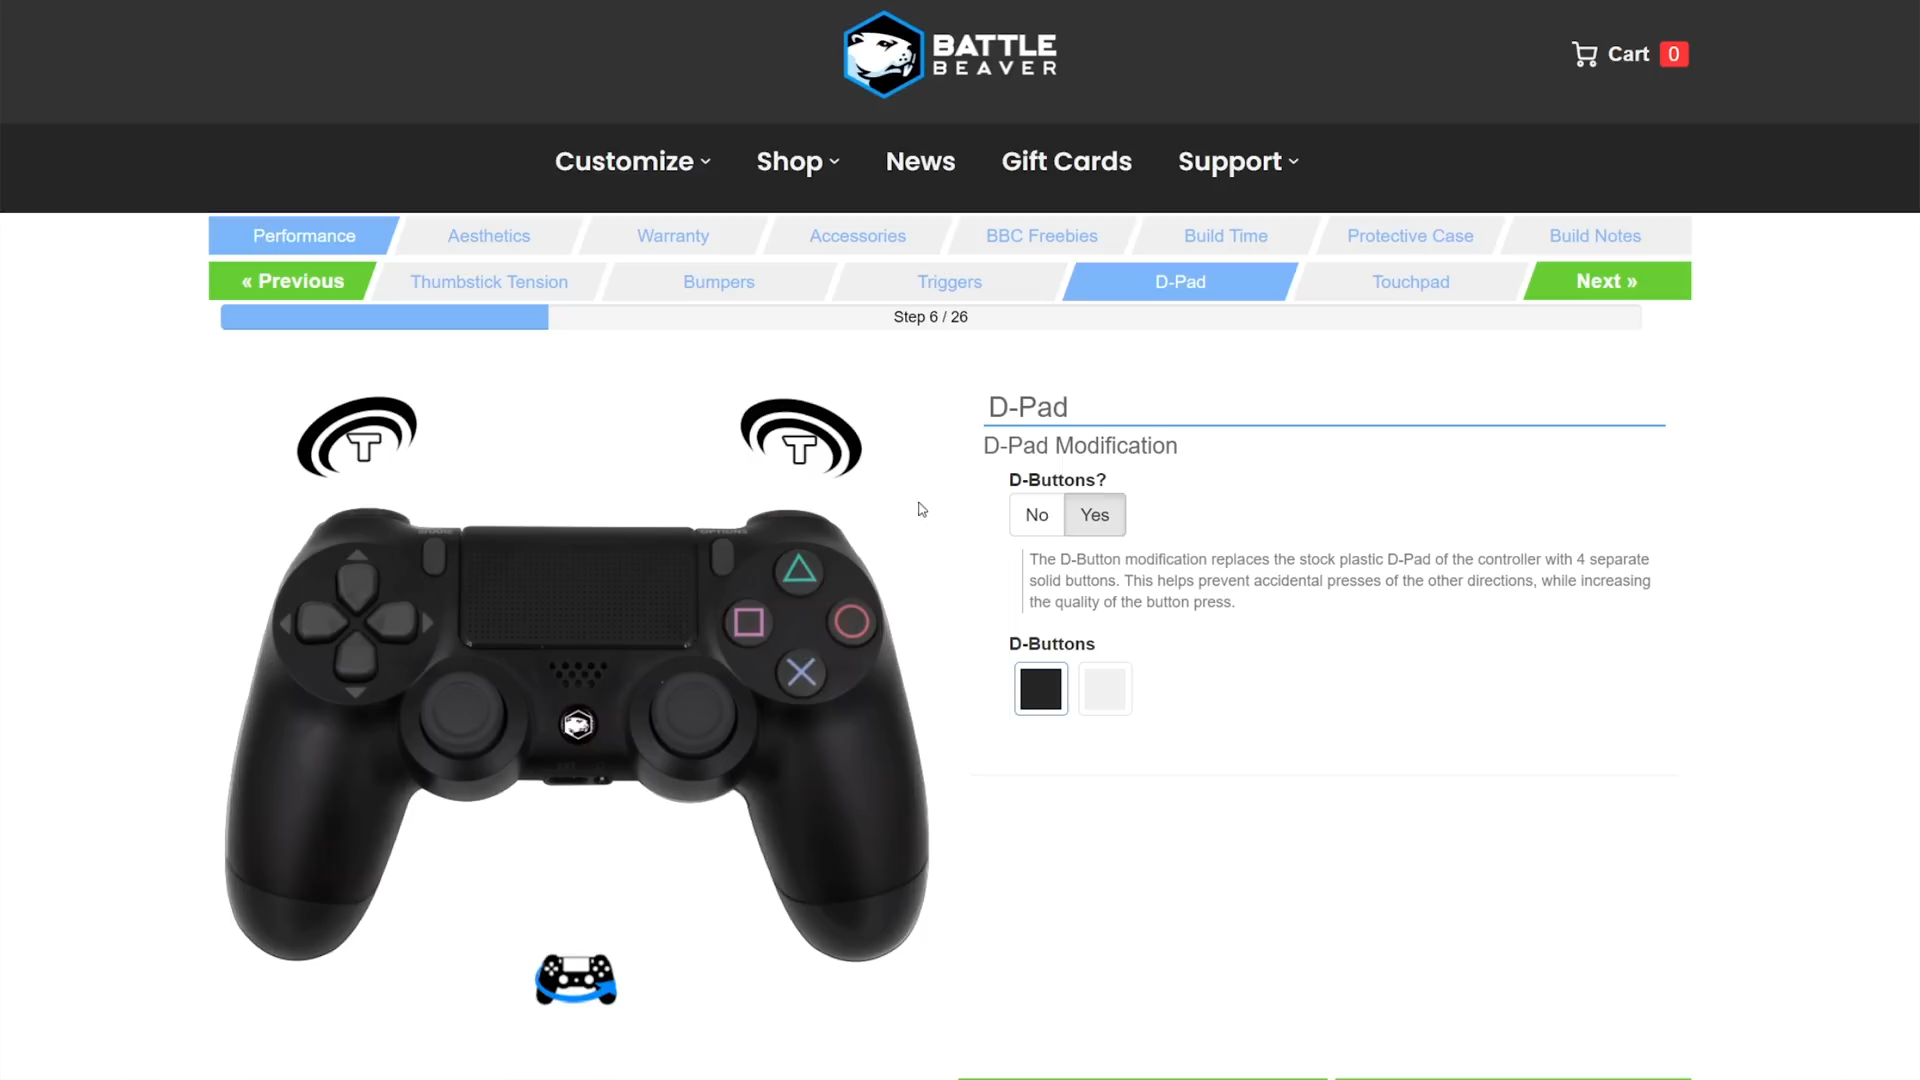 BATTLE
BEAVER
Cart 0
Customize Shop News Gift Cards Support
Performance Aesthetics Warranty Accessories BBC Freebies Build Time Protective Case Build Notes
« Previous Thumbstick Tension Bumpers Triggers D-Pad Touchpad Next »
Step 6 / 26
T T
D-Pad
D-Pad Modification
D-Buttons?
No Yes
The D-Button modification replaces the stock plastic D-Pad of the controller with 4 separate
solid buttons. This helps prevent accidental presses of the other directions, while increasing
the quality of the button press.
D-Buttons
SHARE OPTIONS